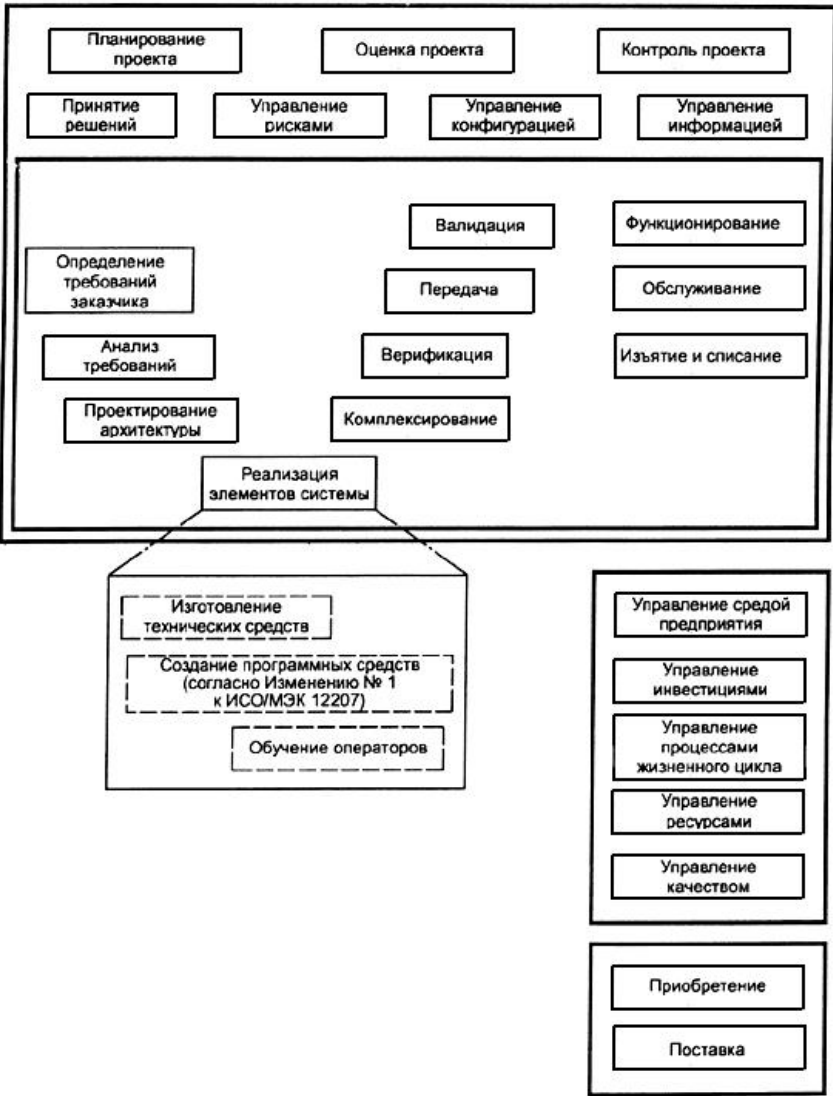 Планирование
проекта
Оценка проекта
Контроль проекта
Принятие
решений
Управление
рисками
Управление
конфигурацией
Управление
информацией
Валидация
Функционирование
Определение
требований
заказчика
Передача
Обслуживание
Анализ
требований
Верификация
Изъятие и списание
Проектирование
архитектуры
Комплексирование
Реализация
элементов системы
Изготовление
технических средств
Создание программных средств
(согласно Изменению № 1
к ИСО/МЭК 12207)
Обучение операторов
Управление средой
предприятия
Управление
инвестициями
Управление
процессами
жизненного цикла
Управление
ресурсами
Управление
качеством
Приобретение
Поставка